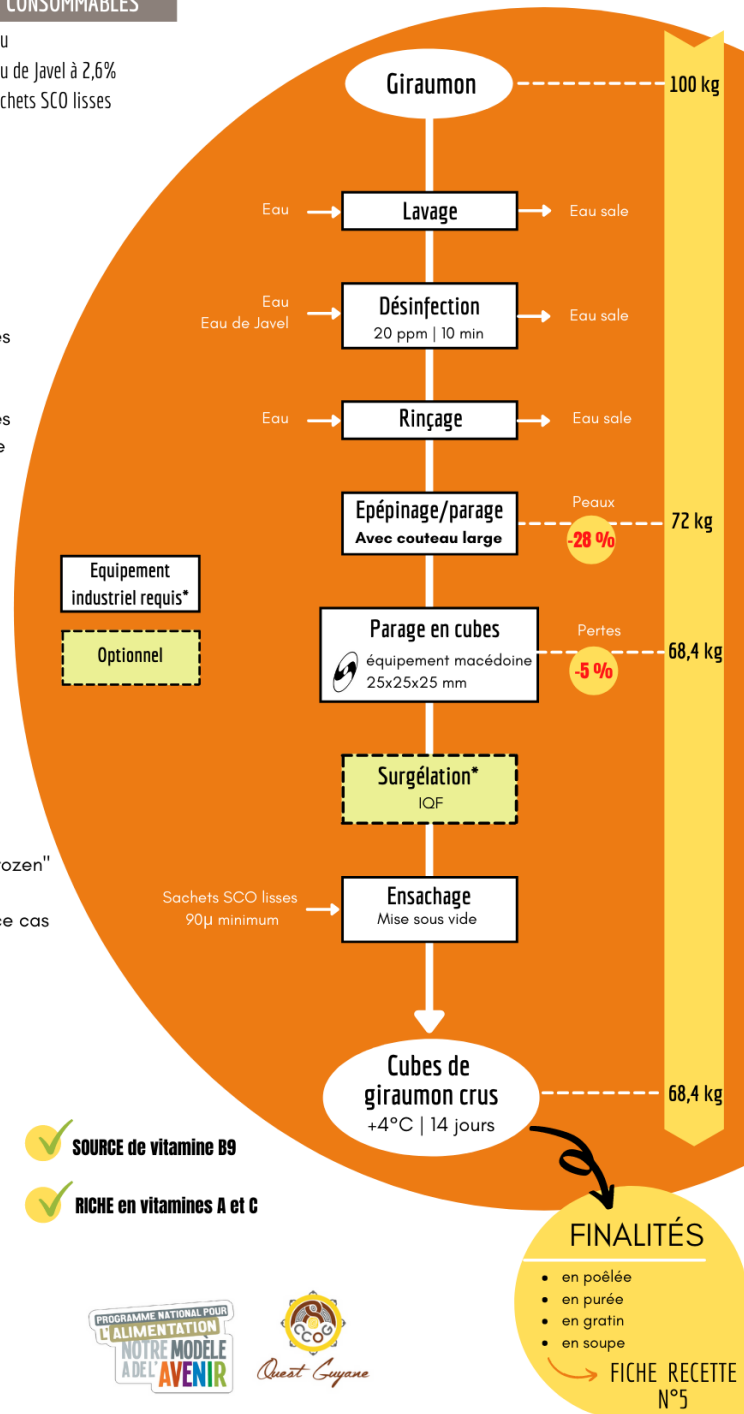 CONSOMMABLES
u
u de Javel à 2,6%
chets SCO lisses
Giraumon
100 kg
Eau
Lavage
Eau sale
Eau
Eau de Javel
Désinfection
20 ppm | 10 min
Eau sale
es
es
e
Eau
Rinçage
Eau sale
Epépinage/parage
Avec couteau large
Peaux
-28 %
72 kg
Equipement
industriel requis*
Optionnel
Parage en cubes
équipement macédoine
25x25x25 mm
Pertes
-5 %
68,4 kg
Surgélation*
IQF
rozen"
ce cas
Sachets SCO lisses
90µ minimum
Ensachage
Mise sous vide
Cubes de
giraumon crus
+4°C | 14 jours
68,4 kg
SOURCE de vitamine B9
RICHE en vitamines A et C
FINALITÉS
• en poêlée
• en purée
• en gratin
• en soupe
FICHE RECETTE
N°5
PROGRAMME NATIONAL POUR
L'ALIMENTATION
NOTRE MODÈLE
A DE L'AVENIR
CCOG
Ouest Guyane